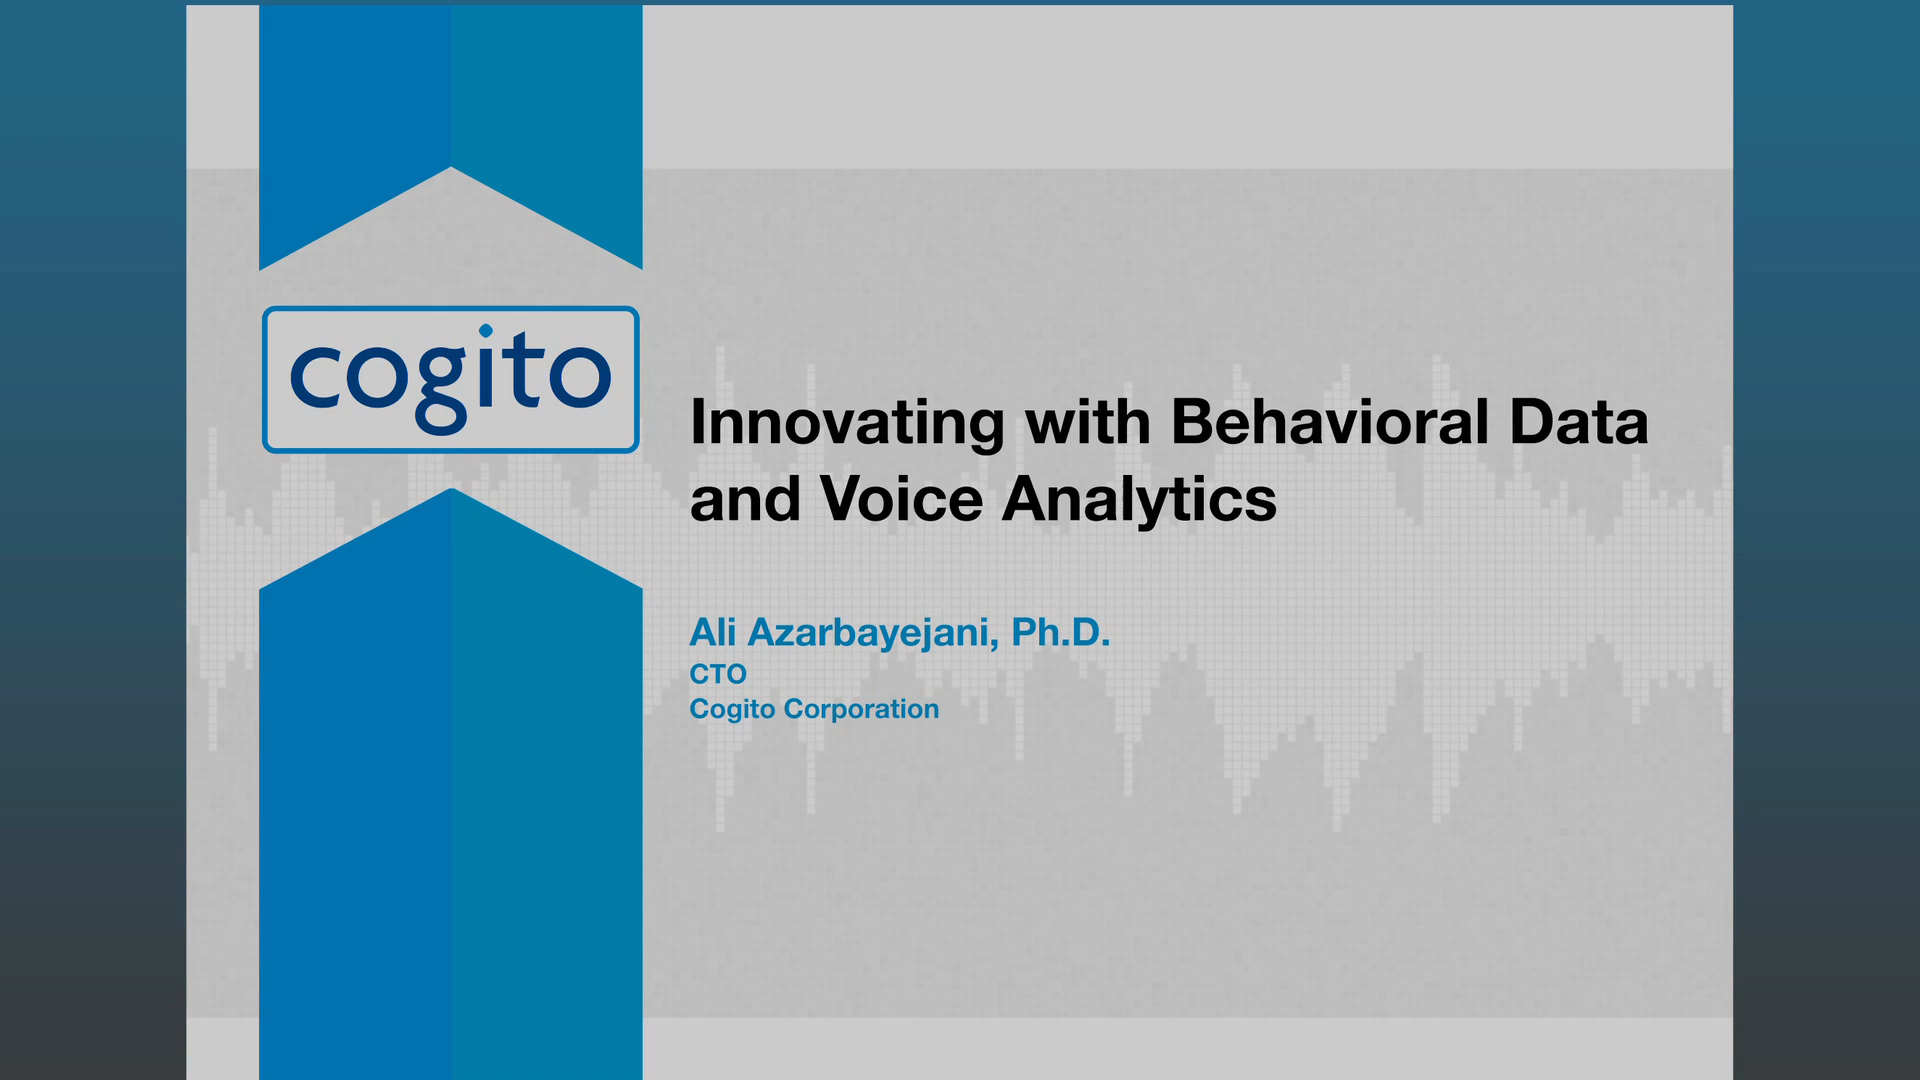 cogito
Innovating with Behavioral Data
and Voice Analytics
Ali Azarbayejani, Ph.D.
CTO
Cogito Corporation